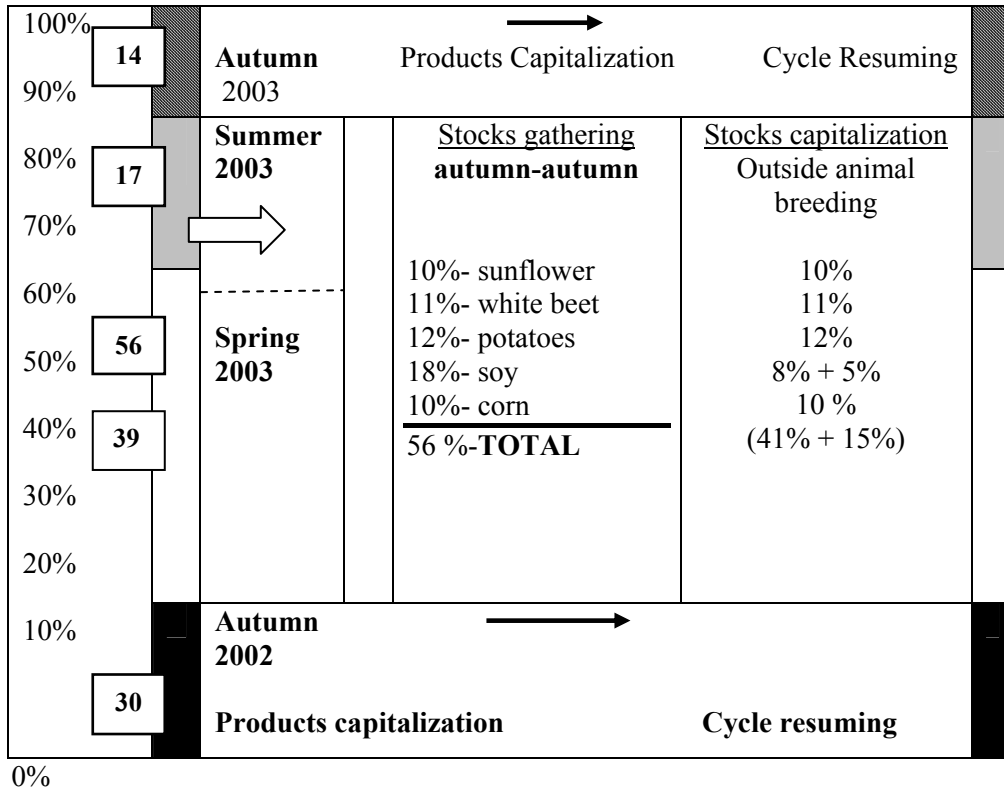 100%
90%
80%
70%
60%
50%
40%
30%
20%
10%
0%
14
17
56
39
30
Autumn
2003
Products Capitalization
Cycle Resuming
Summer
2003
Spring
2003
Stocks gathering
autumn-autumn
10%- sunflower
11%- white beet
12%- potatoes
18%- soy
10%- corn
56 %-TOTAL
Stocks capitalization
Outside animal
breeding
10%
11%
12%
8% + 5%
10 %
(41% + 15%)
Autumn
2002
Products capitalization
Cycle resuming